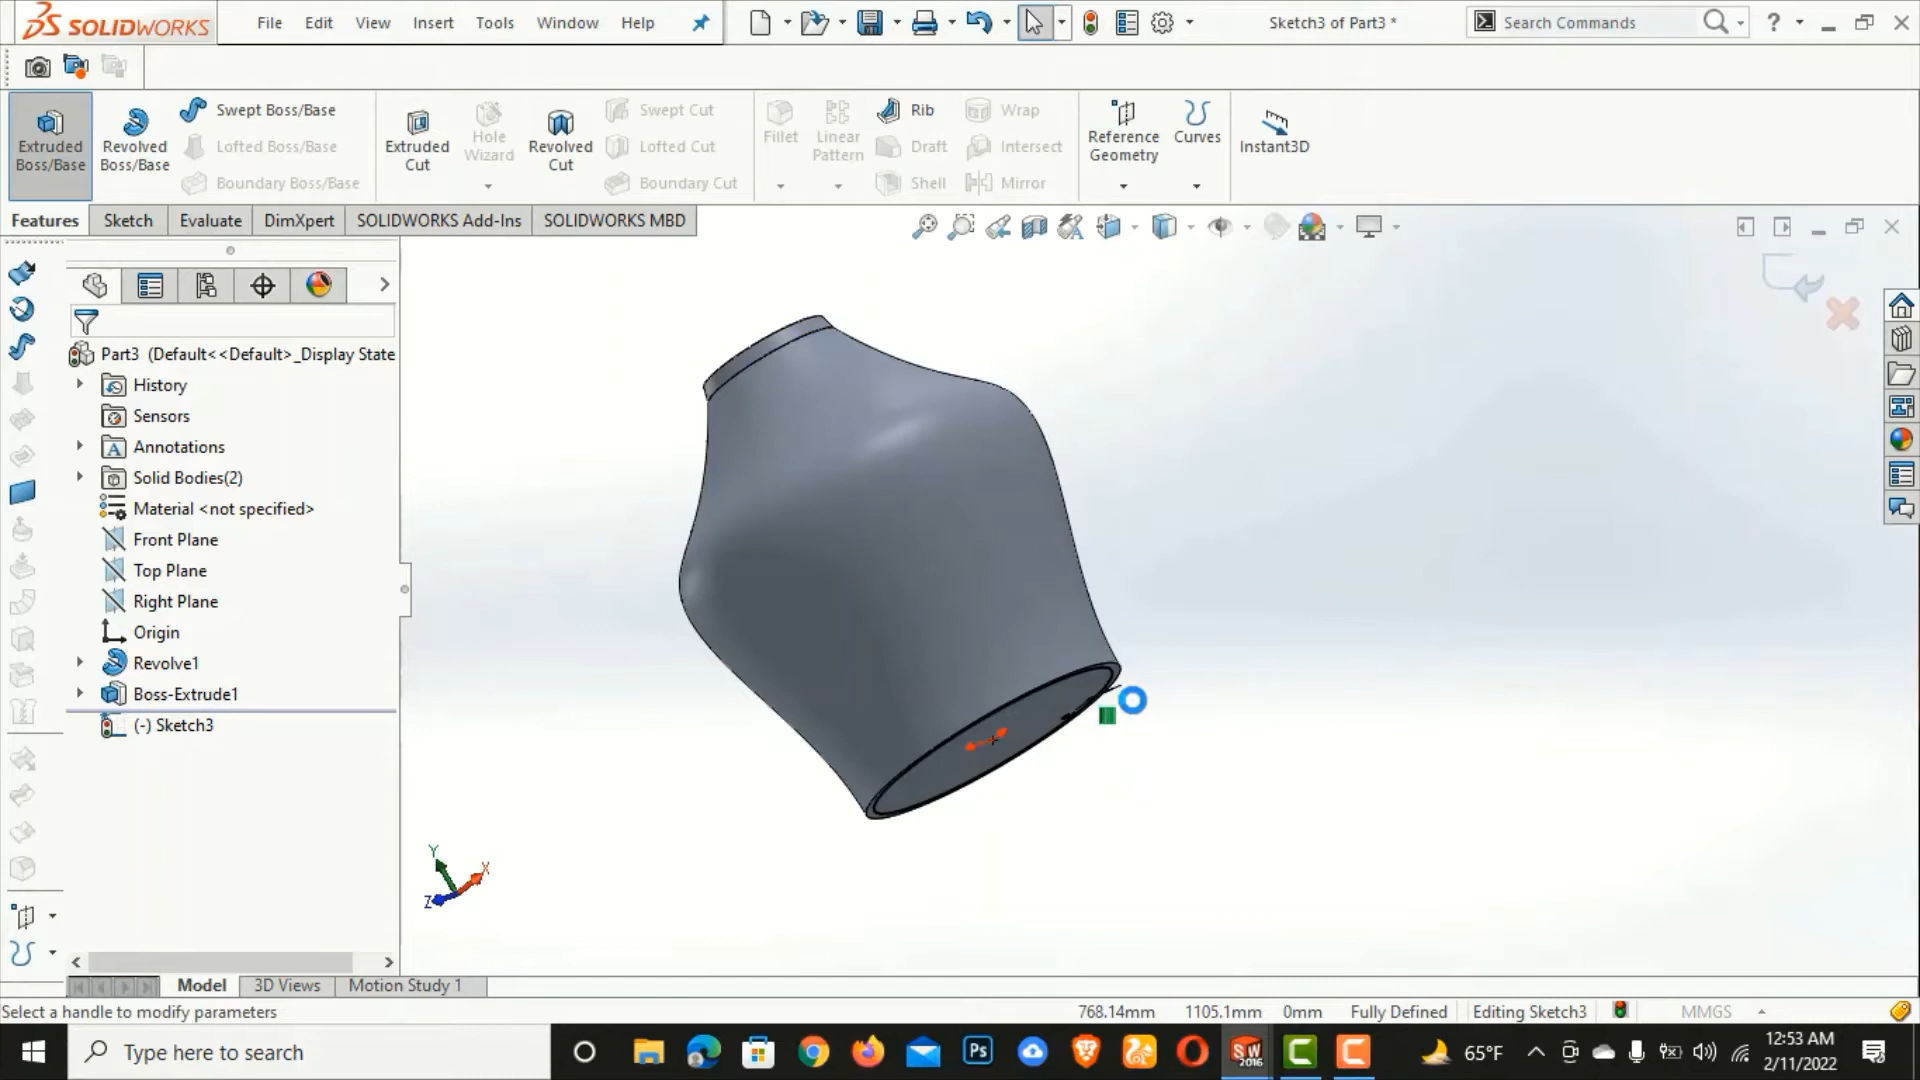 SOLIDWORKS File Edit View Insert Tools Window Help Sketch3 of Part3 * Search Commands ?
Extruded Boss/Base
Revolved Boss/Base
Swept Boss/Base
Lofted Boss/Base
Boundary Boss/Base
Extruded Cut
Hole Wizard
Revolved Cut
Swept Cut
Lofted Cut
Boundary Cut
Fillet
Linear Pattern
Rib
Draft
Shell
Wrap
Intersect
Mirror
Reference Geometry
Curves
Instant3D
Features Sketch Evaluate DimXpert SOLIDWORKS Add-Ins SOLIDWORKS MBD
Part3 (Default<<Default>_Display State
History
Sensors
Annotations
Solid Bodies(2)
Material <not specified>
Front Plane
Top Plane
Right Plane
Origin
Revolve1
Boss-Extrude1
(-) Sketch3
Y
X
Z
Model 3D Views Motion Study 1
Select a handle to modify parameters 768.14mm 1105.1mm 0mm Fully Defined Editing Sketch3 MMGS
Type here to search Ps SW 2016 65°F 12:53 AM
2/11/2022